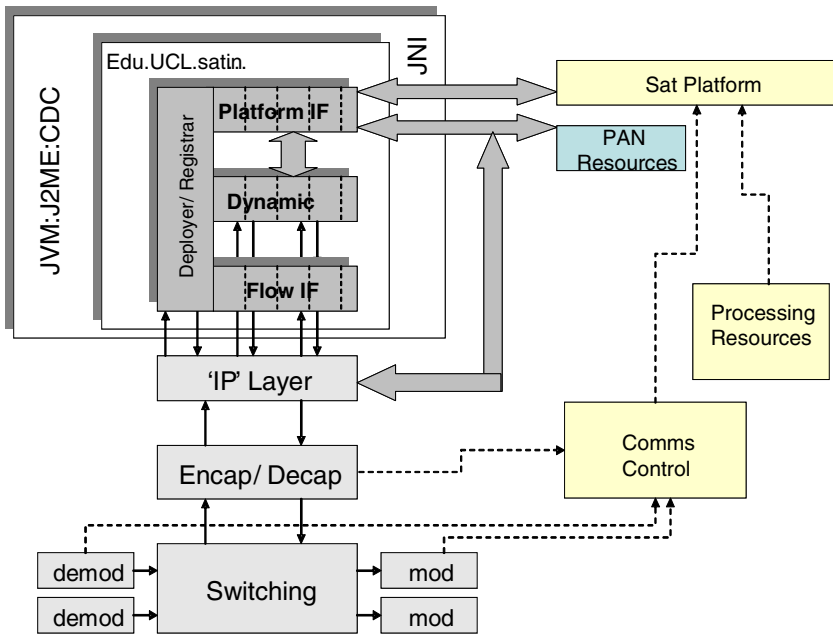 Edu.UCL.satin.
JNI
JVM:J2ME:CDC
Deployer/ Registrar
Platform IF
Dynamic
Flow IF
Sat Platform
PAN
Resources
Processing
Resources
'IP' Layer
Comms
Control
Encap/ Decap
demod
Switching
mod
demod
mod